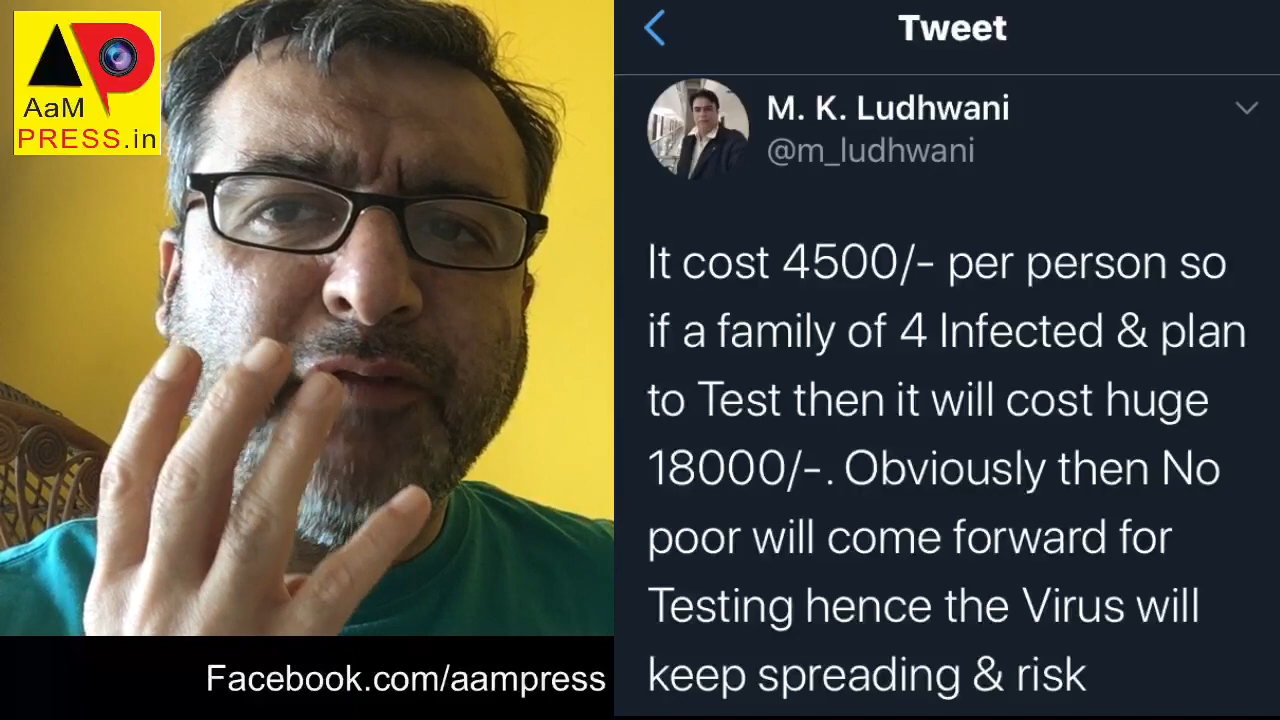 AP
AaM
PRESS.in
Facebook.com/aampress
Tweet
M. K. Ludhwani
@m_ludhwani
It cost 4500/- per person so
if a family of 4 Infected & plan
to Test then it will cost huge
18000/-. Obviously then No
poor will come forward for
Testing hence the Virus will
keep spreading & risk